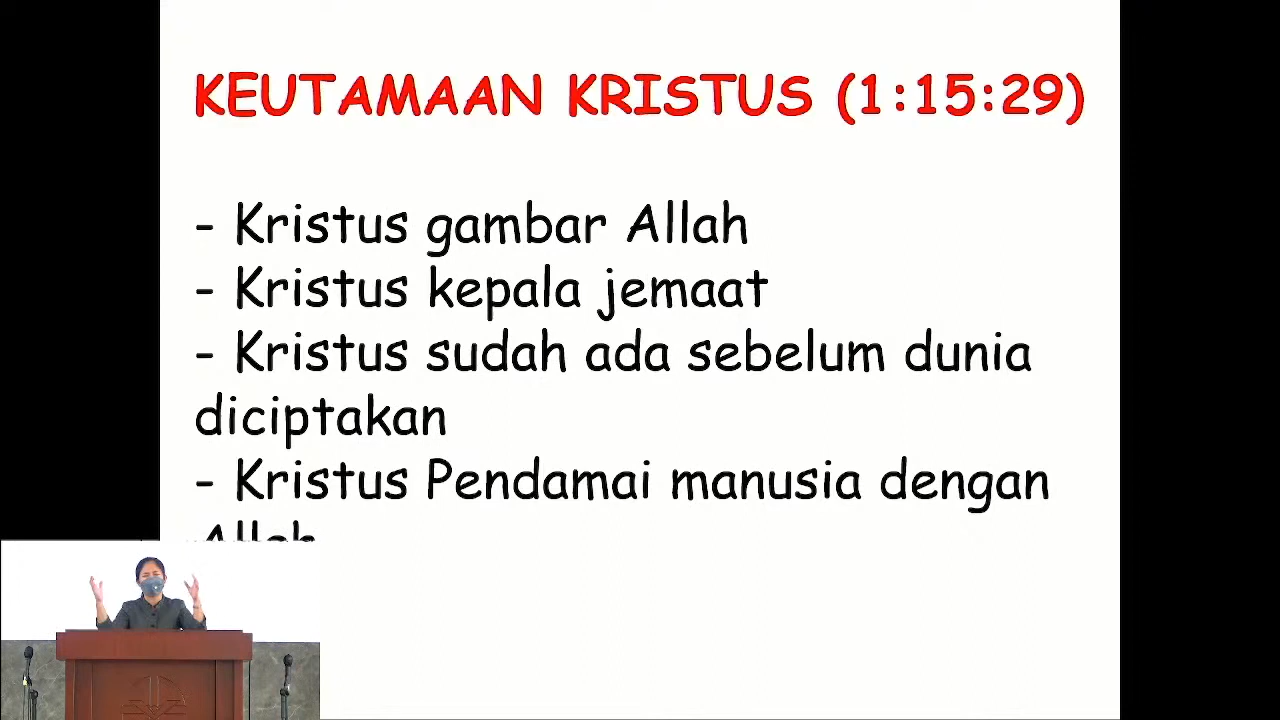 KEUTAMAAN KRISTUS (1:15:29)
- Kristus gambar Allah
- Kristus kepala jemaat
- Kristus sudah ada sebelum dunia
diciptakan
- Kristus Pendamai manusia dengan
Allah